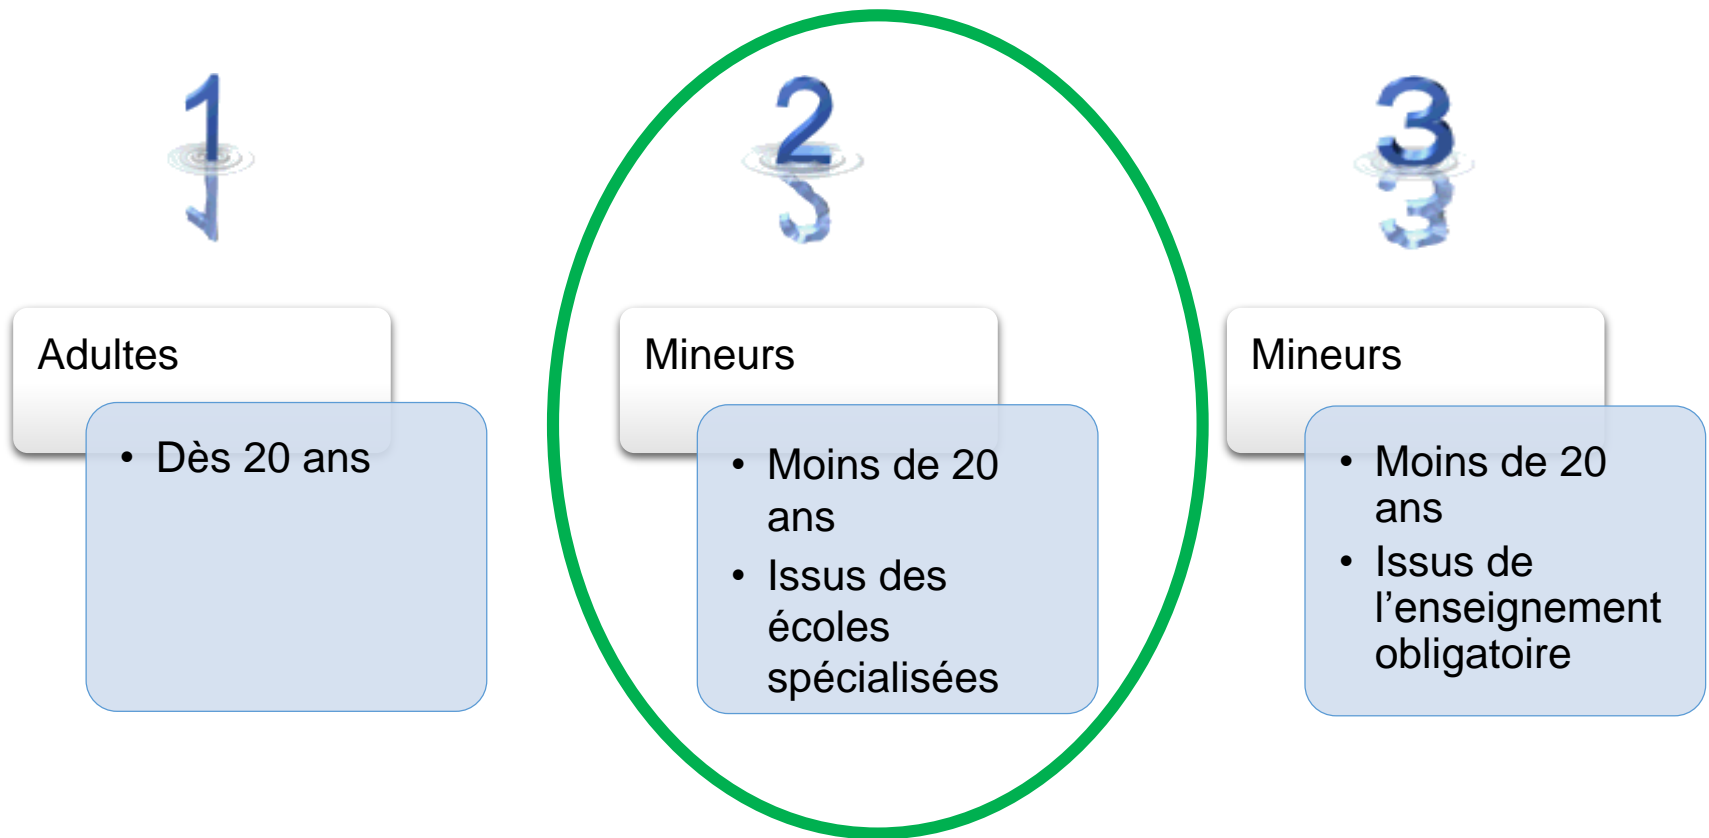 1
2
3
Adultes
• Dès 20 ans
Mineurs
• Moins de 20
ans
• Issus des
écoles
spécialisées
Mineurs
• Moins de 20
ans
• Issus de
l’enseignement
obligatoire